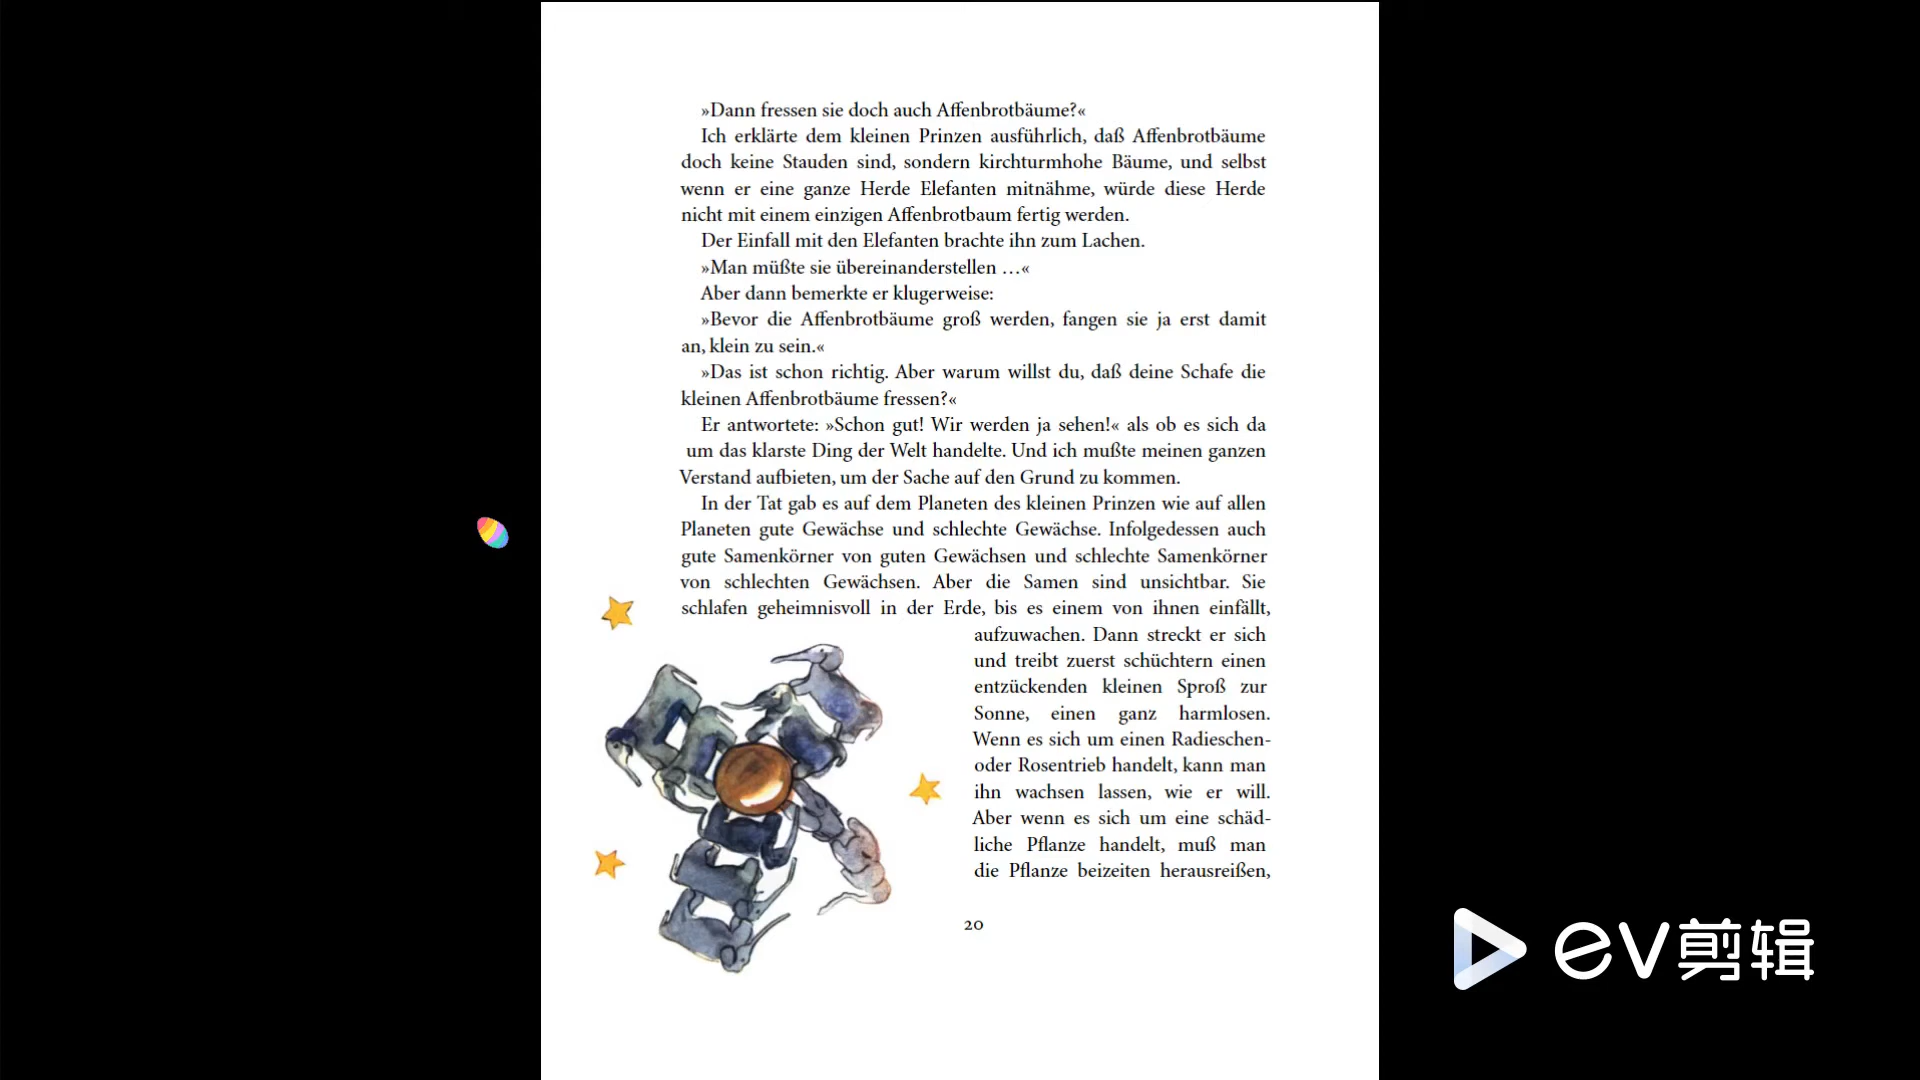 »Dann fressen sie doch auch Affenbrotbäume?«
Ich erklärte dem kleinen Prinzen ausführlich, daß Affenbrotbäume
doch keine Stauden sind, sondern kirchturmhohe Bäume, und selbst
wenn er eine ganze Herde Elefanten mitnähme, würde diese Herde
nicht mit einem einzigen Affenbrotbaum fertig werden.
Der Einfall mit den Elefanten brachte ihn zum Lachen.
»Man müßte sie übereinanderstellen …«
Aber dann bemerkte er klugerweise:
»Bevor die Affenbrotbäume groß werden, fangen sie ja erst damit
an, klein zu sein.«
»Das ist schon richtig. Aber warum willst du, daß deine Schafe die
kleinen Affenbrotbäume fressen?«
Er antwortete: »Schon gut! Wir werden ja sehen!« als ob es sich da
um das klarste Ding der Welt handelte. Und ich mußte meinen ganzen
Verstand aufbieten, um der Sache auf den Grund zu kommen.
In der Tat gab es auf dem Planeten des kleinen Prinzen wie auf allen
Planeten gute Gewächse und schlechte Gewächse. Infolgedessen auch
gute Samenkörner von guten Gewächsen und schlechte Samenkörner
von schlechten Gewächsen. Aber die Samen sind unsichtbar. Sie
schlafen geheimnisvoll in der Erde, bis es einem von ihnen einfällt,
aufzuwachen. Dann streckt er sich
und treibt zuerst schüchtern einen
entzückenden kleinen Sproß zur
Sonne, einen ganz harmlosen.
Wenn es sich um einen Radieschen-
oder Rosentrieb handelt, kann man
ihn wachsen lassen, wie er will.
Aber wenn es sich um eine schäd-
liche Pflanze handelt, muß man
die Pflanze beizeiten herausreißen,
20
eV剪辑